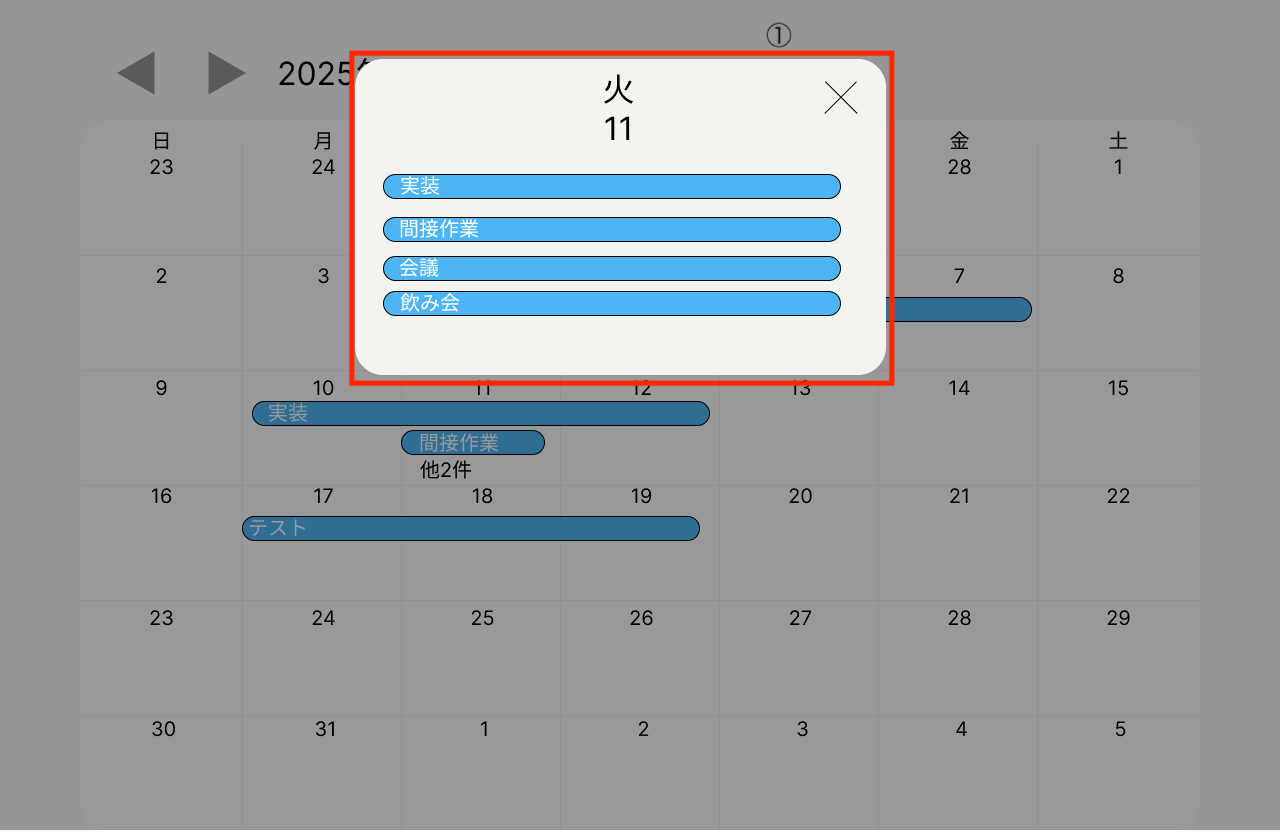 ①
2025
火
11
実装
間接作業
会議
飲み会
日 月 金 土
23 24 28 1
2 3 7 8
9 10 11 12 13 14 15
実装
間接作業
他2件
16 17 18 19 20 21 22
テスト
23 24 25 26 27 28 29
30 31 1 2 3 4 5